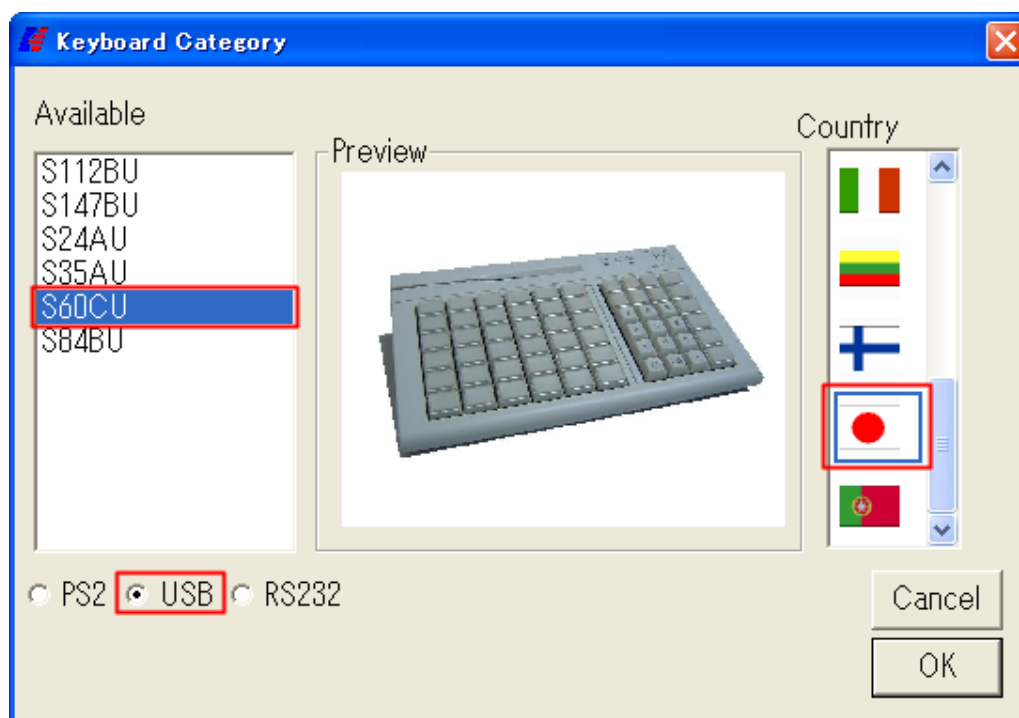 Keyboard Category
Available
Preview
Country
S112BU
S147BU
S24AU
S35AU
S60CU
S84BU
PS2 USB RS232
Cancel
OK